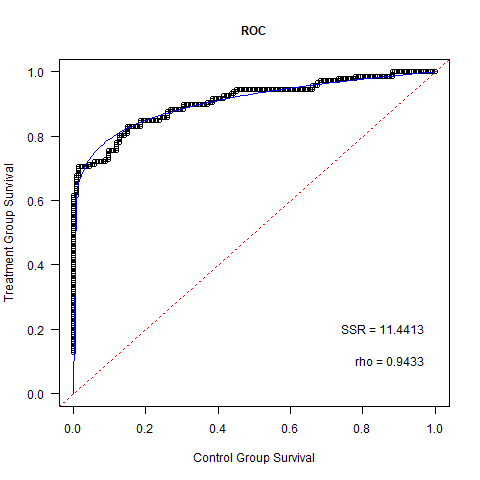 ROC
Treatment Group Survival
1.0
0.8
0.6
0.4
0.2
0.0
SSR = 11.4413
rho = 0.9433
0.0 0.2 0.4 0.6 0.8 1.0
Control Group Survival